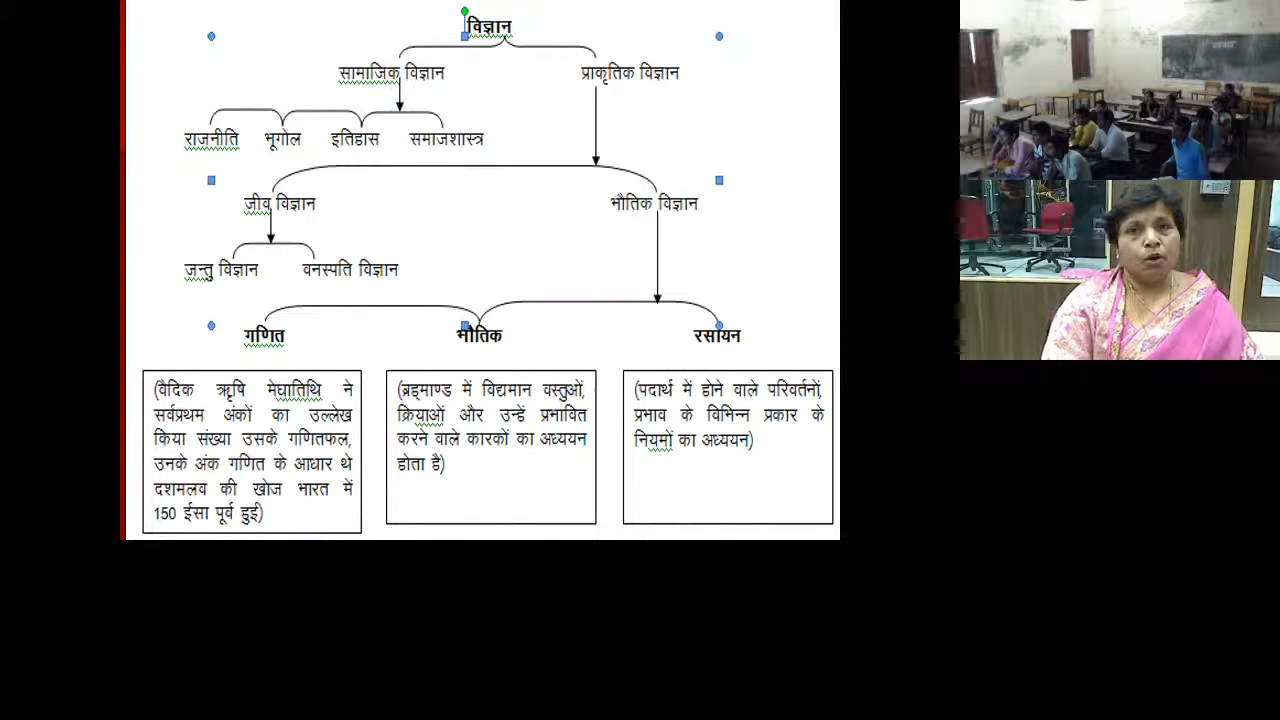 विज्ञान
सामाजिक विज्ञान प्राकृतिक विज्ञान
राजनीति भूगोल इतिडास समाजशास्त्र
जीव विज्ञान भौतिक विज्ञान
जन्तु विज्ञान वनस्पति विज्ञान
गणित भौतिक रसायन
(वैदिक ऋृषि मेघातिथि ने
सर्वप्रथम अंकों का उल्लेख
किया संख्या उसके गणितफल,
उनके अंक गणित के आधार थे
दशमलव की खोज भारत में
150 ईसा पूर्व हुई)
(ब्रह्माण्ड में विद्यमान वस्तुओं,
क्रियाओं और उन्डें प्रभावित
करने वाले कारकों का अध्ययन
डोता डै)
(पदार्थ में डोने वाले परिवर्तनों,
प्रभाव के विभिन्न प्रकार के
नियमों का अध्ययन)